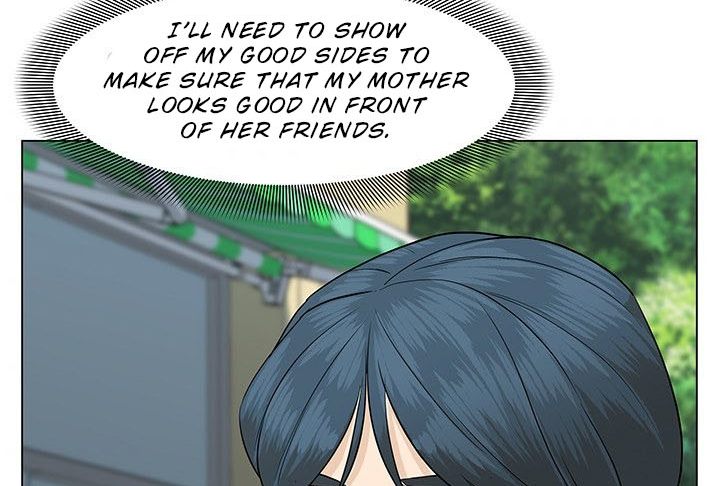 I'LL NEED TO SHOW
OFF MY GOOD SIDES TO
MAKE SURE THAT MY MOTHER
LOOKS GOOD IN FRONT
OF HER FRIENDS.